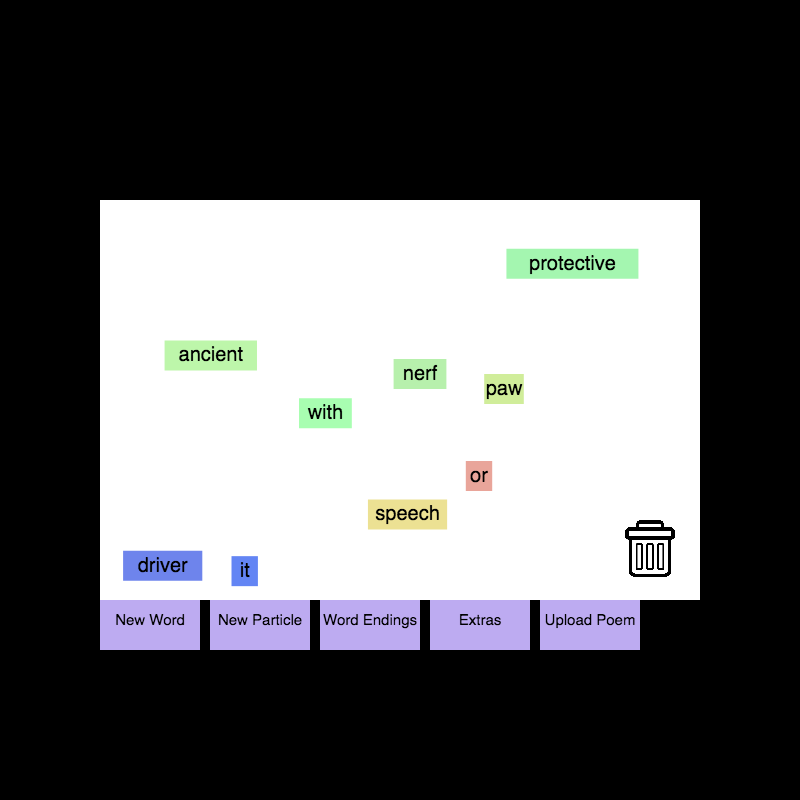 protective
ancient
nerf
paw
with
or
speech
driver
it
New Word
New Particle
Word Endings
Extras
Upload Poem